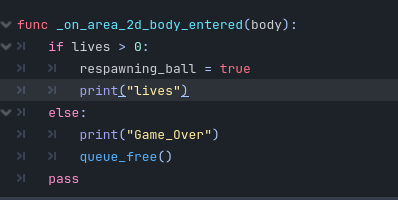 func _on_area_2d_body_entered(body):
if lives > 0:
respawning_ball = true
print("lives")
else:
print("Game_Over")
queue_free()
pass